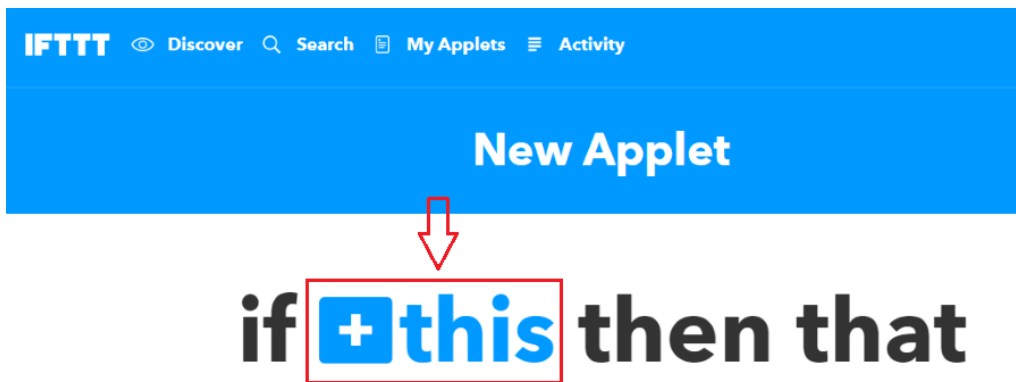 IFTTT Discover Search My Applets Activity
New Applet
if +this then that